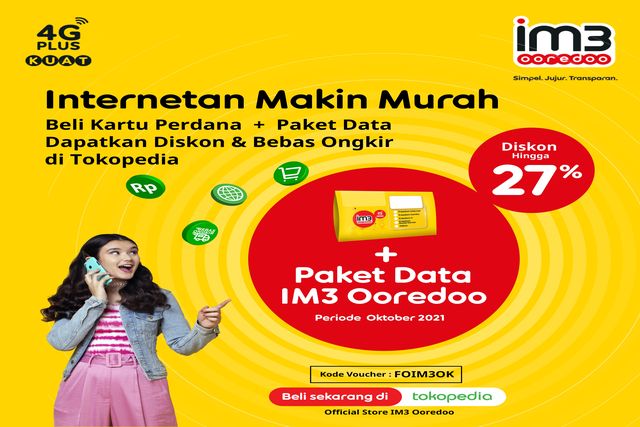 4G
PLUS
KUAT
im3
ooredoo
Simpel. Jujur. Transparan.
Internetan Makin Murah
Beli Kartu Perdana + Paket Data
Dapatkan Diskon & Bebas Ongkir
di Tokopedia
Diskon
Hingga
27%
Rp
im3
+
Paket Data
IM3 Ooredoo
Periode Oktober 2021
Kode Voucher : FOIM3OK
Beli sekarang di tokopedia
Official Store IM3 Ooredoo